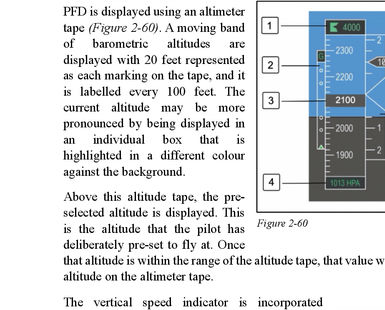 PFD is displayed using an altimeter
tape (Figure 2-60). A moving band
of barometric altitudes are
displayed with 20 feet represented
as each marking on the tape, and it
is labelled every 100 feet. The
current altitude may be more
pronounced by being displayed in
an individual box that is
highlighted in a different colour
against the background.
Above this altitude tape, the pre-
selected altitude is displayed. This
is the altitude that the pilot has
deliberately pre-set to fly at. Once
that altitude is within the range of the altitude tape, that value w
altitude on the altimeter tape.
The vertical speed indicator is incorporated
1
4000
2
2300
2200
3
2100
2000
1900
4
1013 HPA
2
10
1
2
Figure 2-60